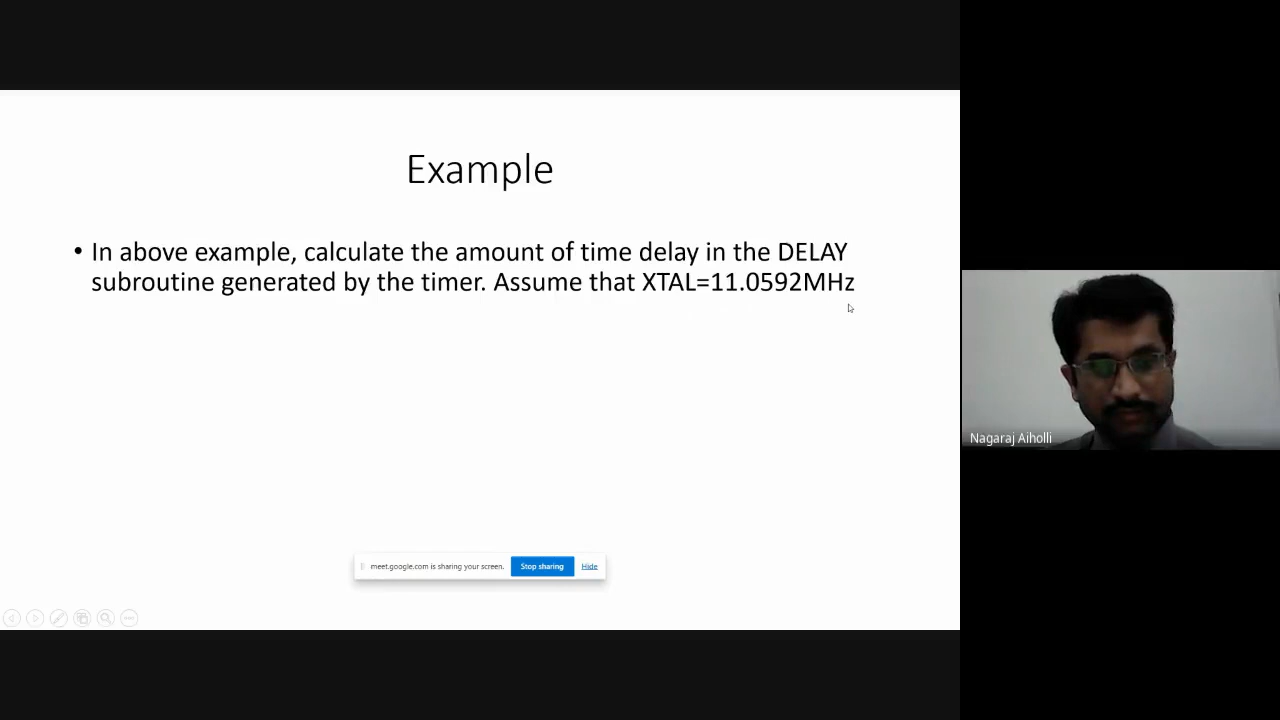 Example
• In above example, calculate the amount of time delay in the DELAY
subroutine generated by the timer. Assume that XTAL=11.0592MHz
Nagaraj Aiholli
meet.google.com is sharing your screen. Stop sharing Hide